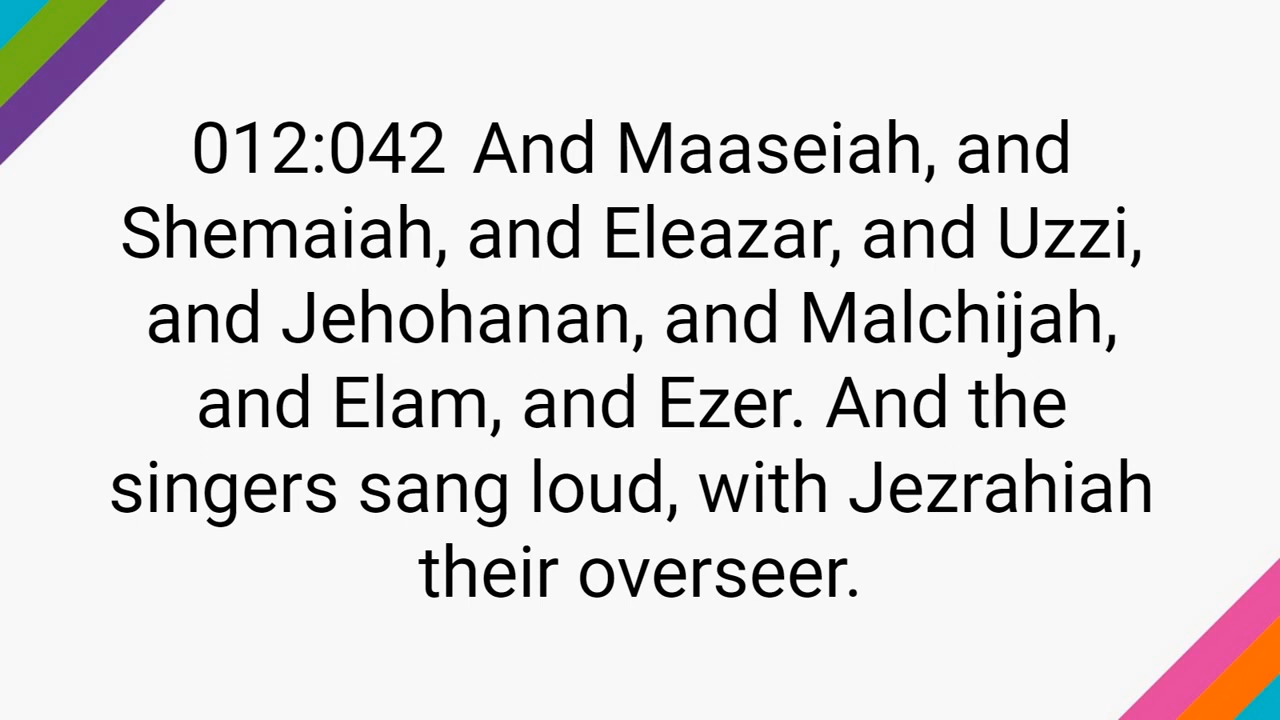 012:042 And Maaseiah, and
Shemaiah, and Eleazar, and Uzzi,
and Jehohanan, and Malchijah,
and Elam, and Ezer. And the
singers sang loud, with Jezrahiah
their overseer.